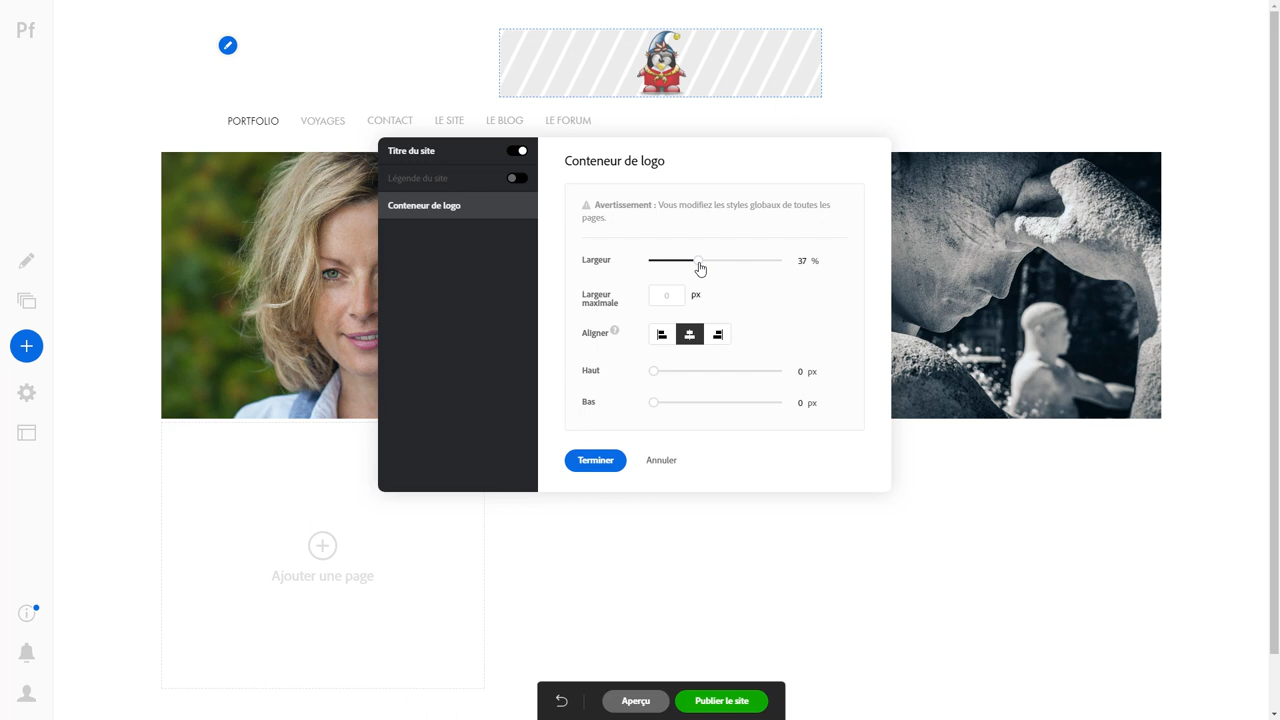 Pf
PORTFOLIO VOYAGES CONTACT LE SITE LE BLOG LE FORUM
Titre du site
Légende du site
Conteneur de logo
Conteneur de logo
Avertissement : Vous modifiez les styles globaux de toutes les
pages.
Largeur 37 %
Largeur
maximale 0 px
Aligner ?
Haut 0 px
Bas 0 px
Terminer Annuler
Ajouter une page
Aperçu Publier le site